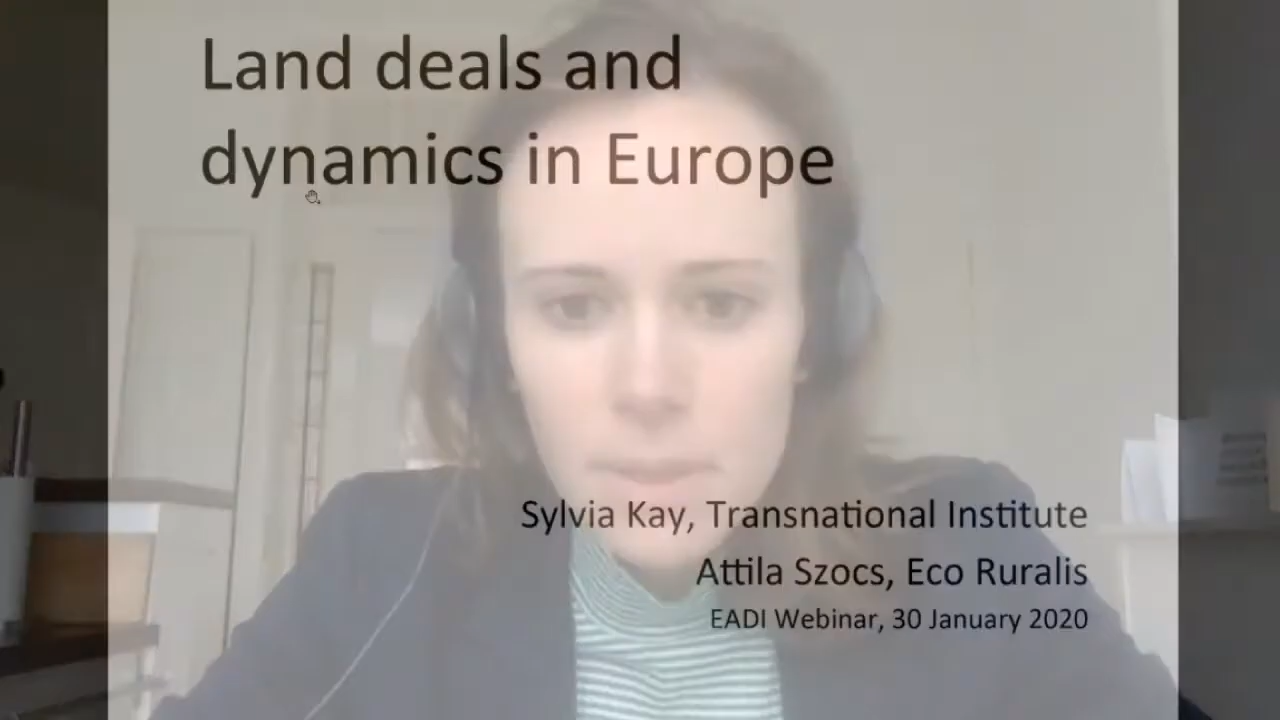 Land deals and
dynamics in Europe
Sylvia Kay, Transnational Institute
Attila Szocs, Eco Ruralis
EADI Webinar, 30 January 2020